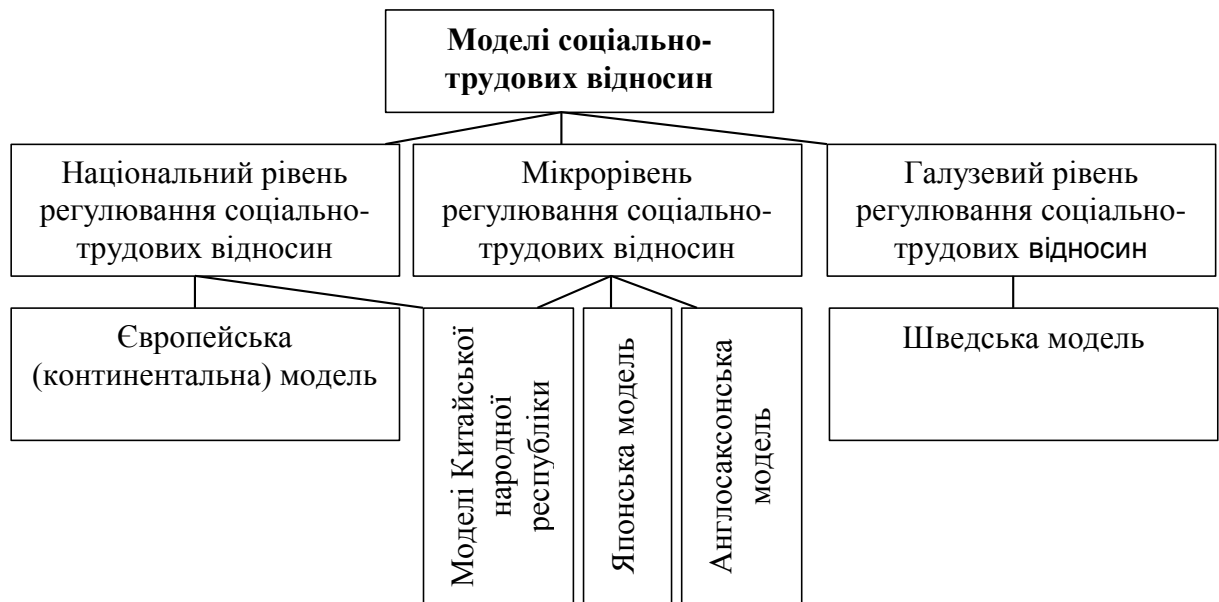 Моделі соціально-
трудових відносин
Національний рівень
регулювання соціально-
трудових відносин
Мікрорівень
регулювання соціально-
трудових відносин
Галузевий рівень
регулювання соціально-
трудових відносин
Європейська
(континентальна) модель
Моделі Китайської
народної
республіки
Японська модель
Англосаксонська
модель
Шведська модель